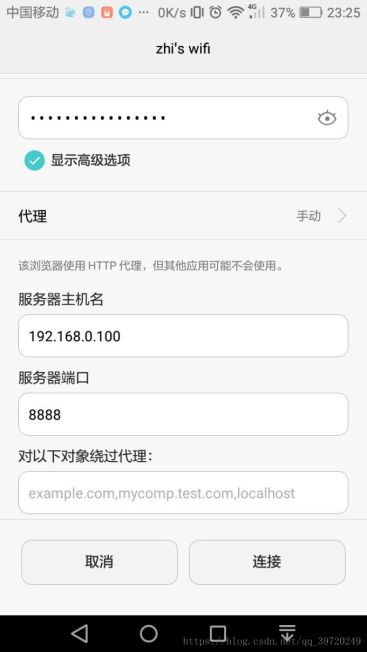 中国移动 ··· 0K/s 4G 37% 23:25
zhi's wifi
••••••••••••••••
显示高级选项
代理 手动
该浏览器使用 HTTP 代理，但其他应用可能不会使用。
服务器主机名
192.168.0.100
服务器端口
8888
对以下对象绕过代理：
example.com,mycomp.test.com,localhost
取消 连接
https://blog.csdn.net/qq_39720249